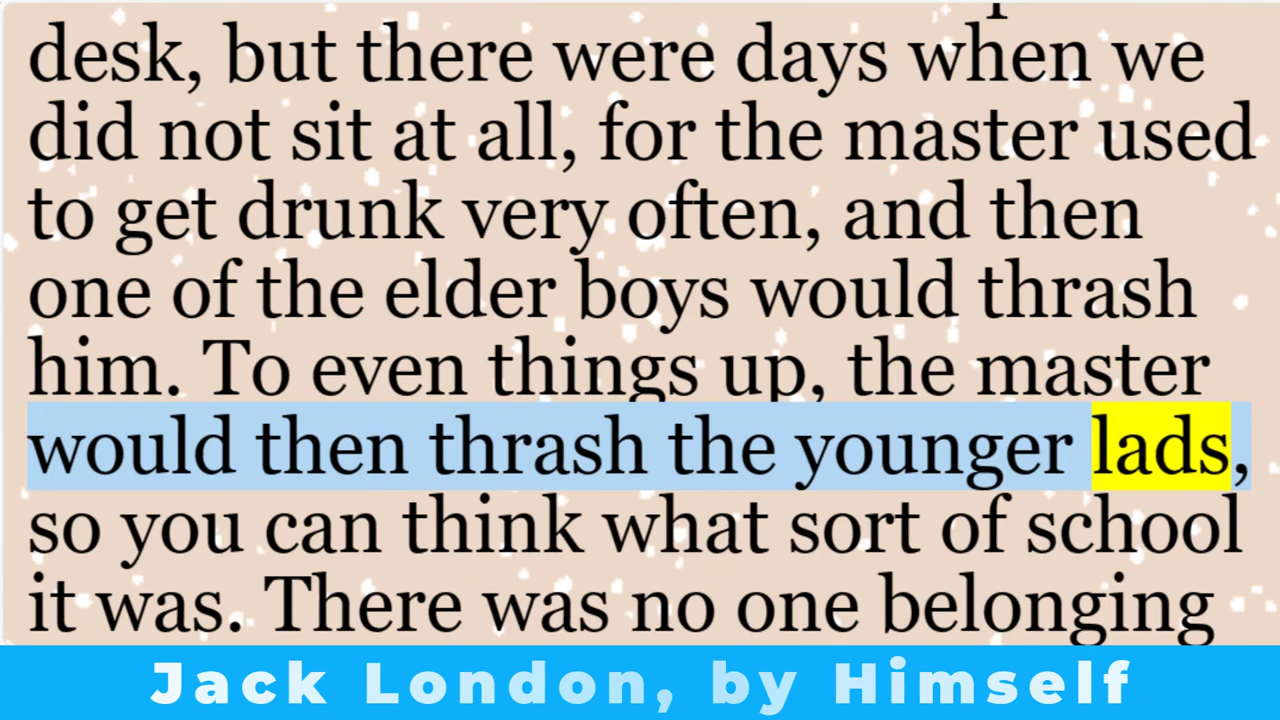 desk, but there were days when we
did not sit at all, for the master used
to get drunk very often, and then
one of the elder boys would thrash
him. To even things up, the master
would then thrash the younger lads,
so you can think what sort of school
it was. There was no one belonging
Jack London, by Himself